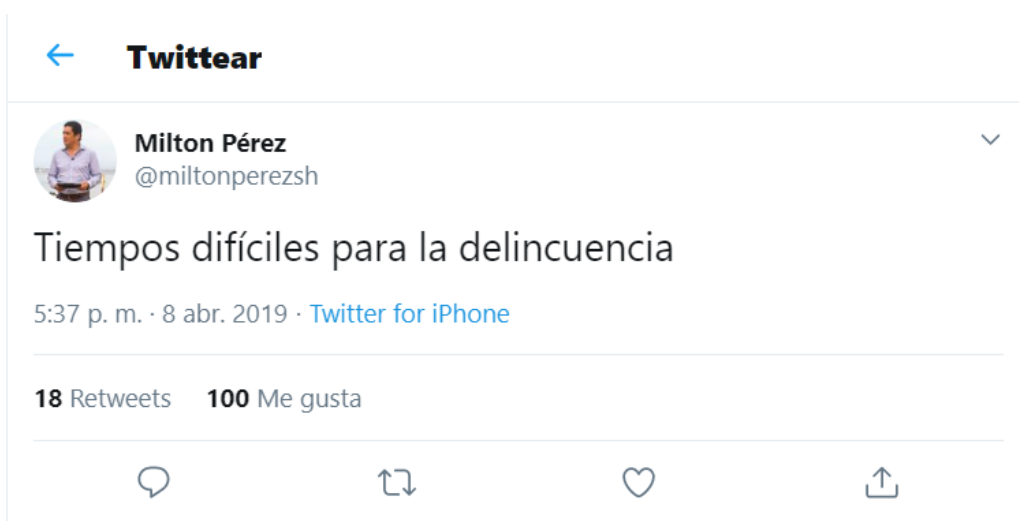 Twittear
Milton Pérez
@miltonperezsh
Tiempos difíciles para la delincuencia
5:37 p. m. · 8 abr. 2019 · Twitter for iPhone
18 Retweets 100 Me gusta